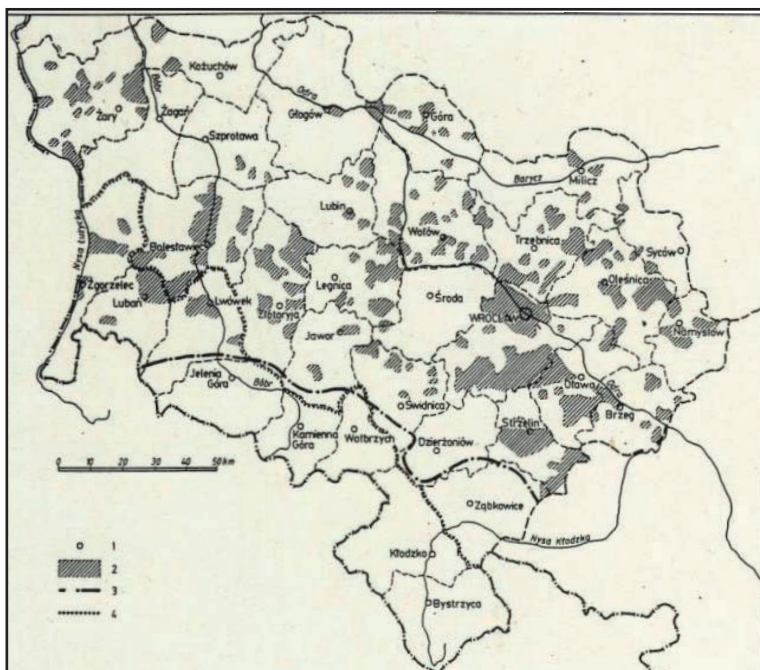 Kożuchów
Bóbr
Żary
Żagań
Odra
Głogów
Góra
Szprotawa
Barycz
Milicz
Lubin
Wołów
Trzebnica
Syców
Nysa Łużycka
Bolesławiec
Oleśnica
Zgorzelec
Lubań
Lwówek
Legnica
Złotoryja
Środa
WROCŁAW
Namysłów
Jawor
Jelenia
Góra
Bóbr
Świdnica
Oława
Odra
Brzeg
Kamienna
Góra
Wałbrzych
Dzierżoniów
Strzelin
0 10 20 30 40 50 km
Ząbkowice
Nysa Kłodzka
1
2
3
4
Kłodzko
Bystrzyca